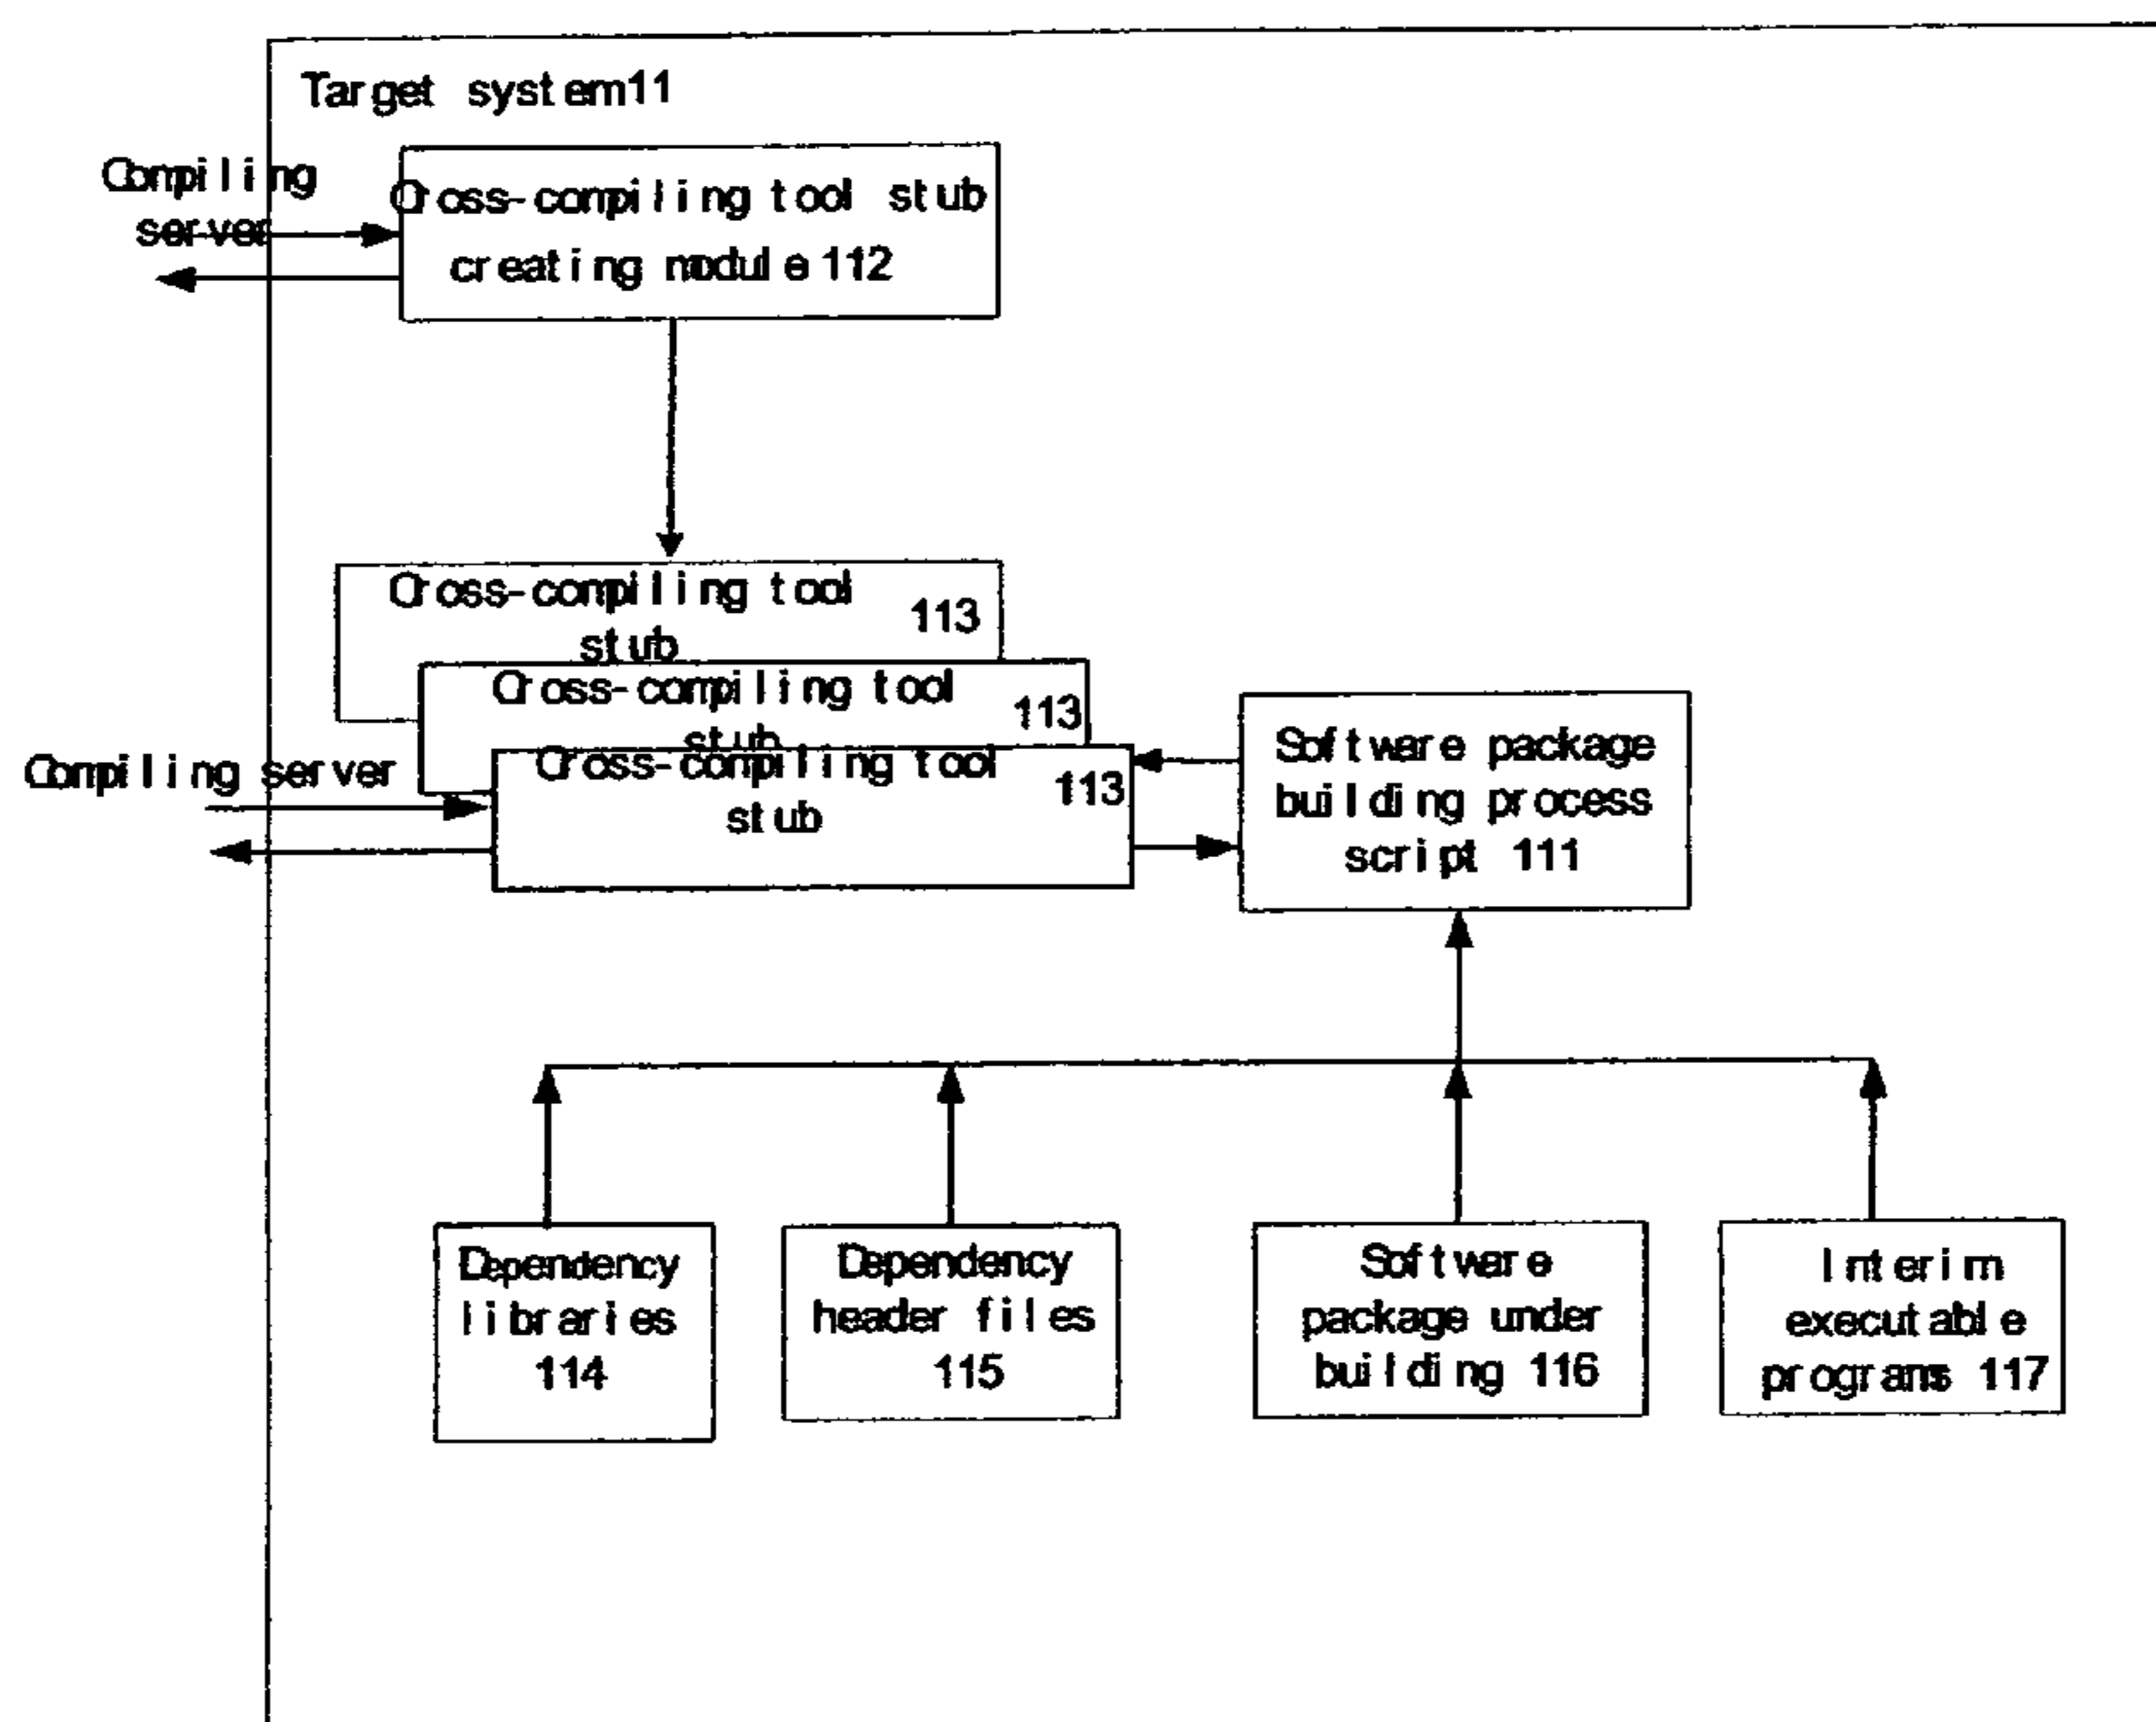 Target system11
Compiling
server
Cross-compiling tool stub
creating module112
Cross-compiling tool
stub
113
Cross-compiling tool
stub
113
Compiling server
Cross-compiling tool
stub
113
Software package
building process
script 111
Dependency
libraries
114
Dependency
header files
115
Software
package under
building 116
Interim
executable
programs 117